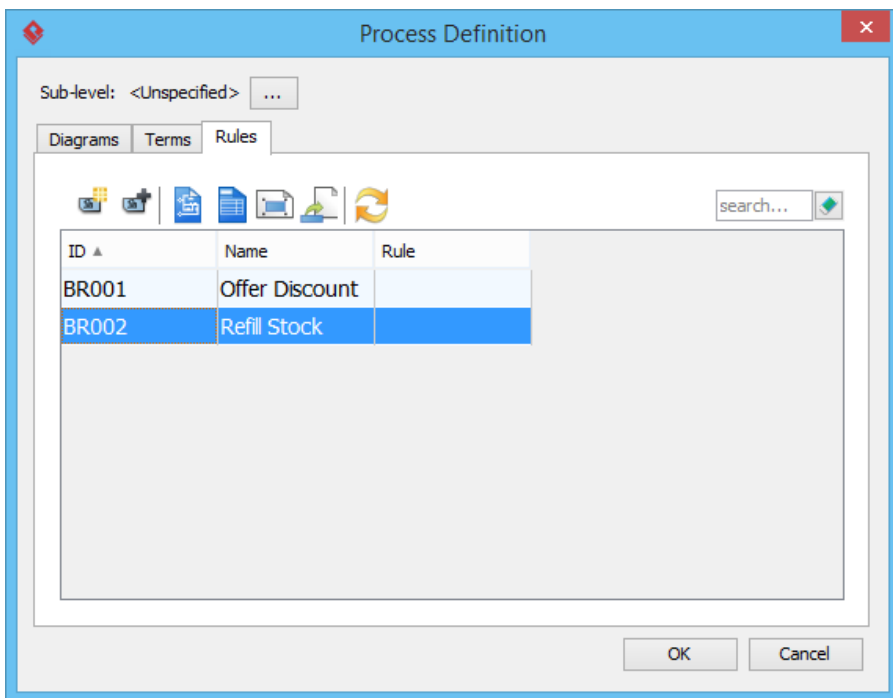 Process Definition
Sub-level: <Unspecified> ...
Diagrams Terms Rules
search...
ID Name Rule
BR001 Offer Discount
BR002 Refill Stock
OK Cancel